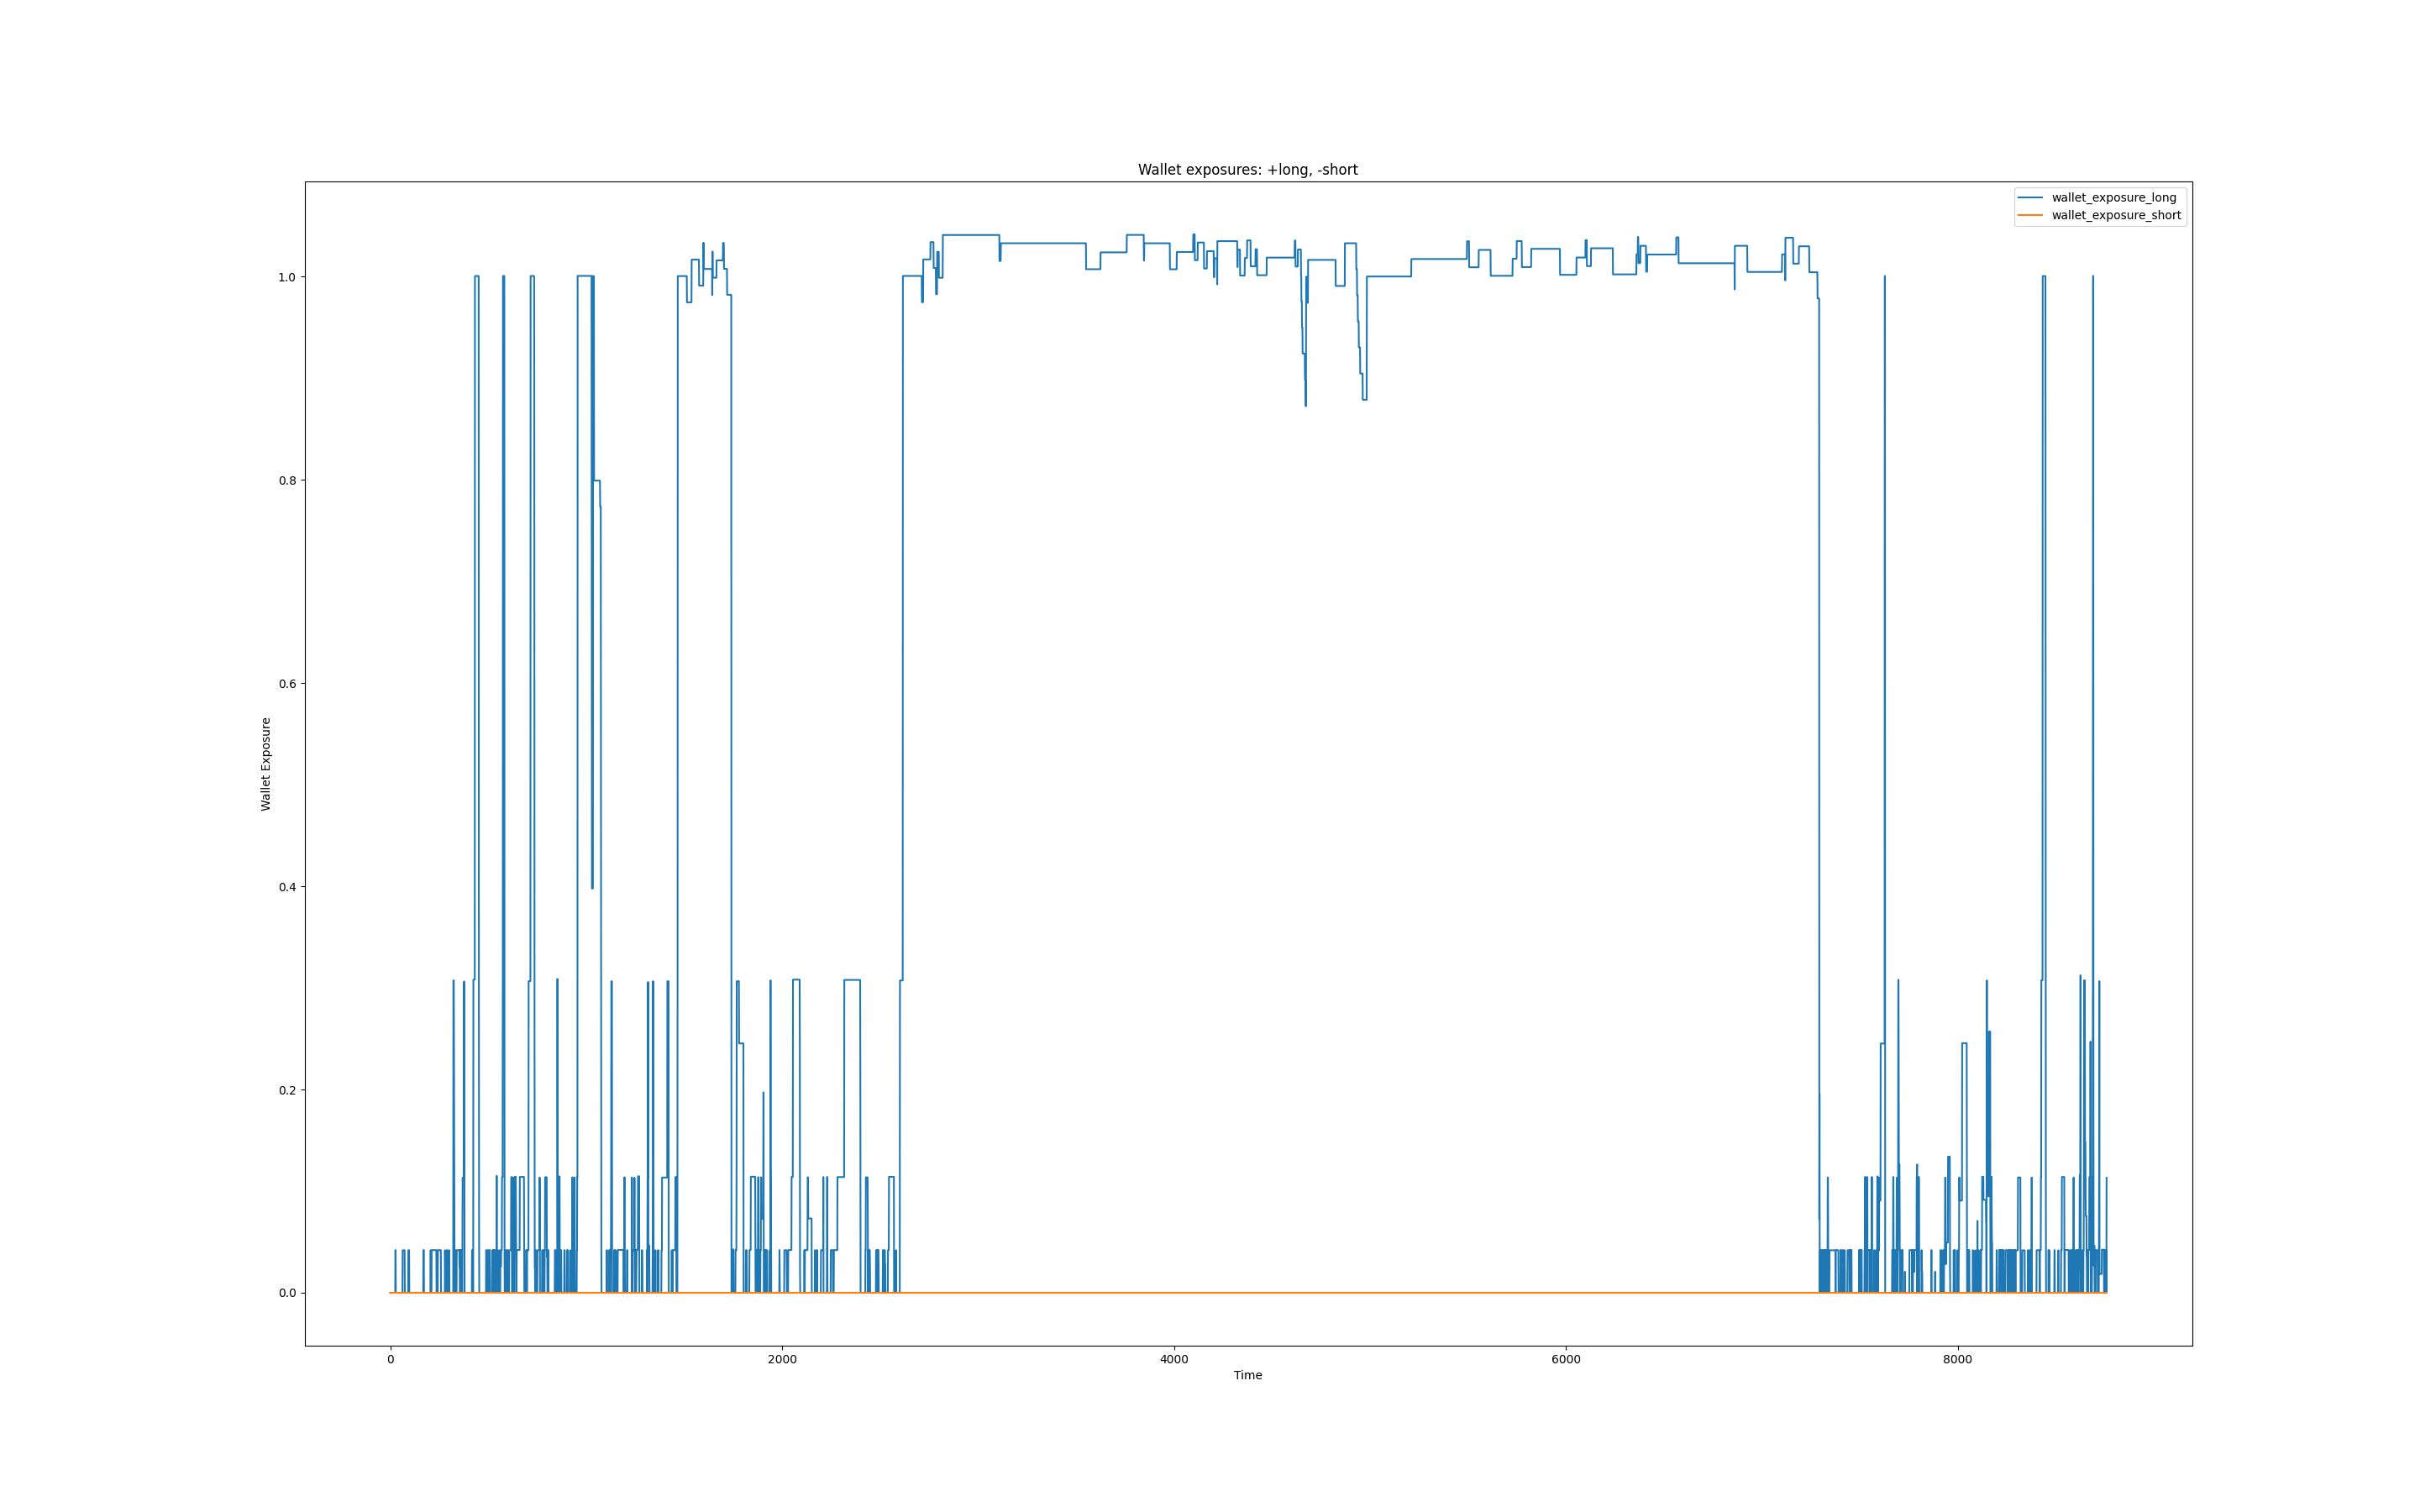 Wallet exposures: +long, -short
wallet_exposure_long
wallet_exposure_short
1.0
0.8
0.6
0.4
0.2
0.0
Wallet Exposure
0 2000 4000 6000 8000
Time